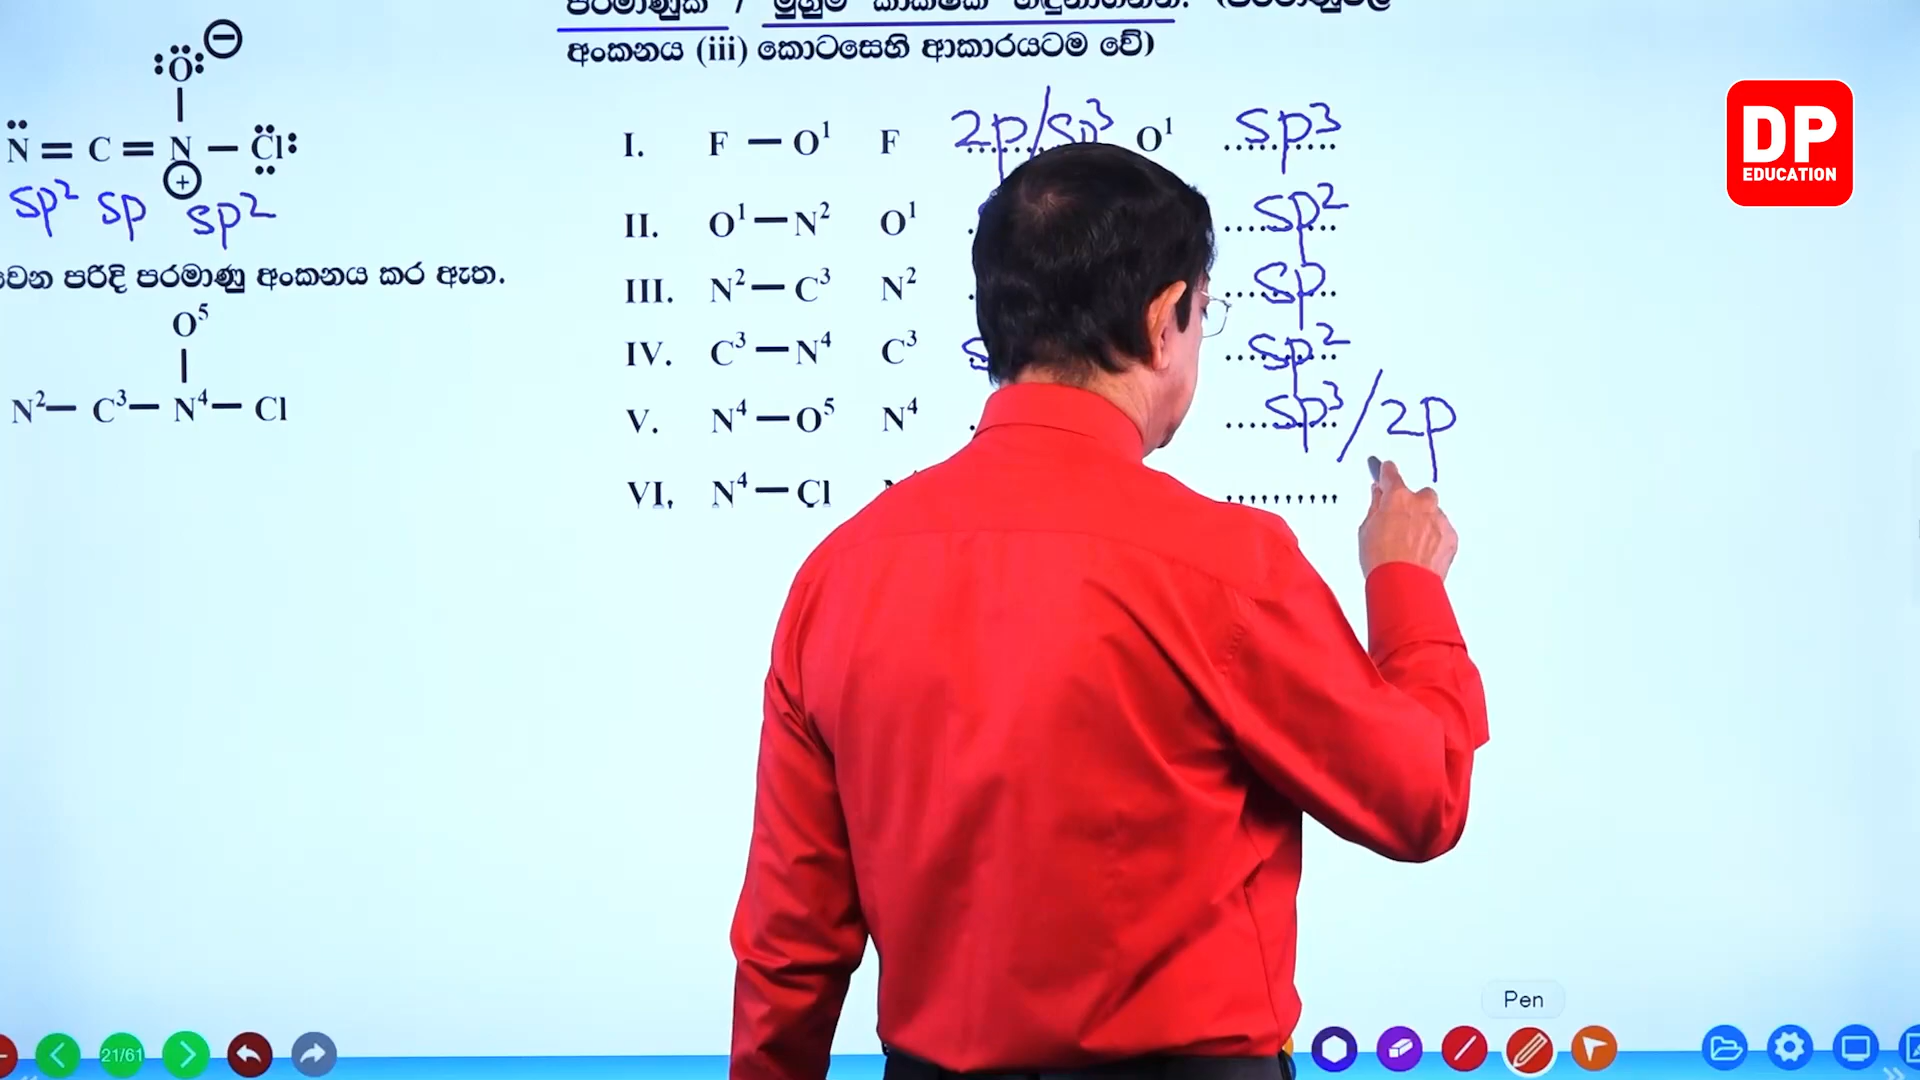 අංකනය (iii) කොටසෙහි ආකාරයටම වේ)
:Ö: ⊖
N̈ = C = N — C̈l:
⊕
sp² sp sp²
පරිදි පරමාණු අංකනය කර ඇත.
O⁵
N² — C³ — N⁴ — Cl
I. F — O¹ F 2p/sp³ O¹ sp³
II. O¹ — N² O¹ sp²
III. N² — C³ N² sp
IV. C³ — N⁴ C³ sp²
V. N⁴ — O⁵ N⁴ sp³/2p
VI. N⁴ — Cl
DP
EDUCATION
Pen
21/61